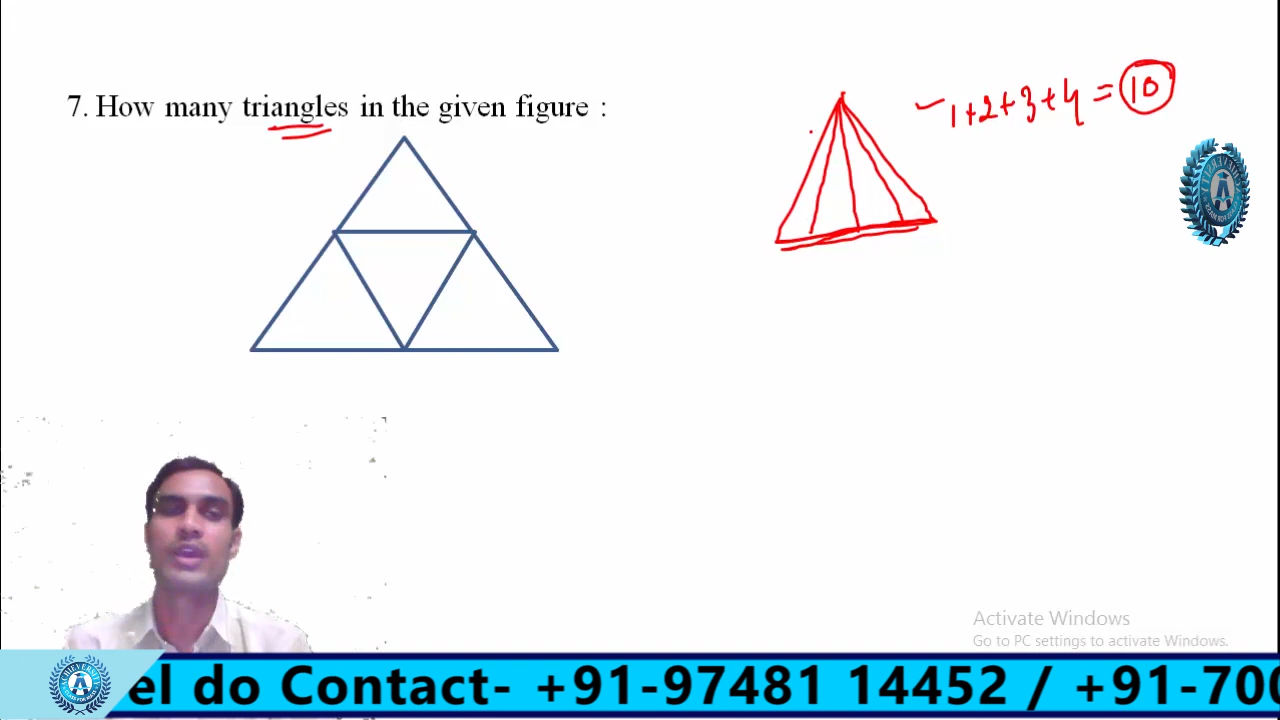 7. How many triangles in the given figure :
1+2+3+4 = 10
Activate Windows
Go to PC settings to activate Windows.
el do Contact- +91-97481 14452 / +91-700